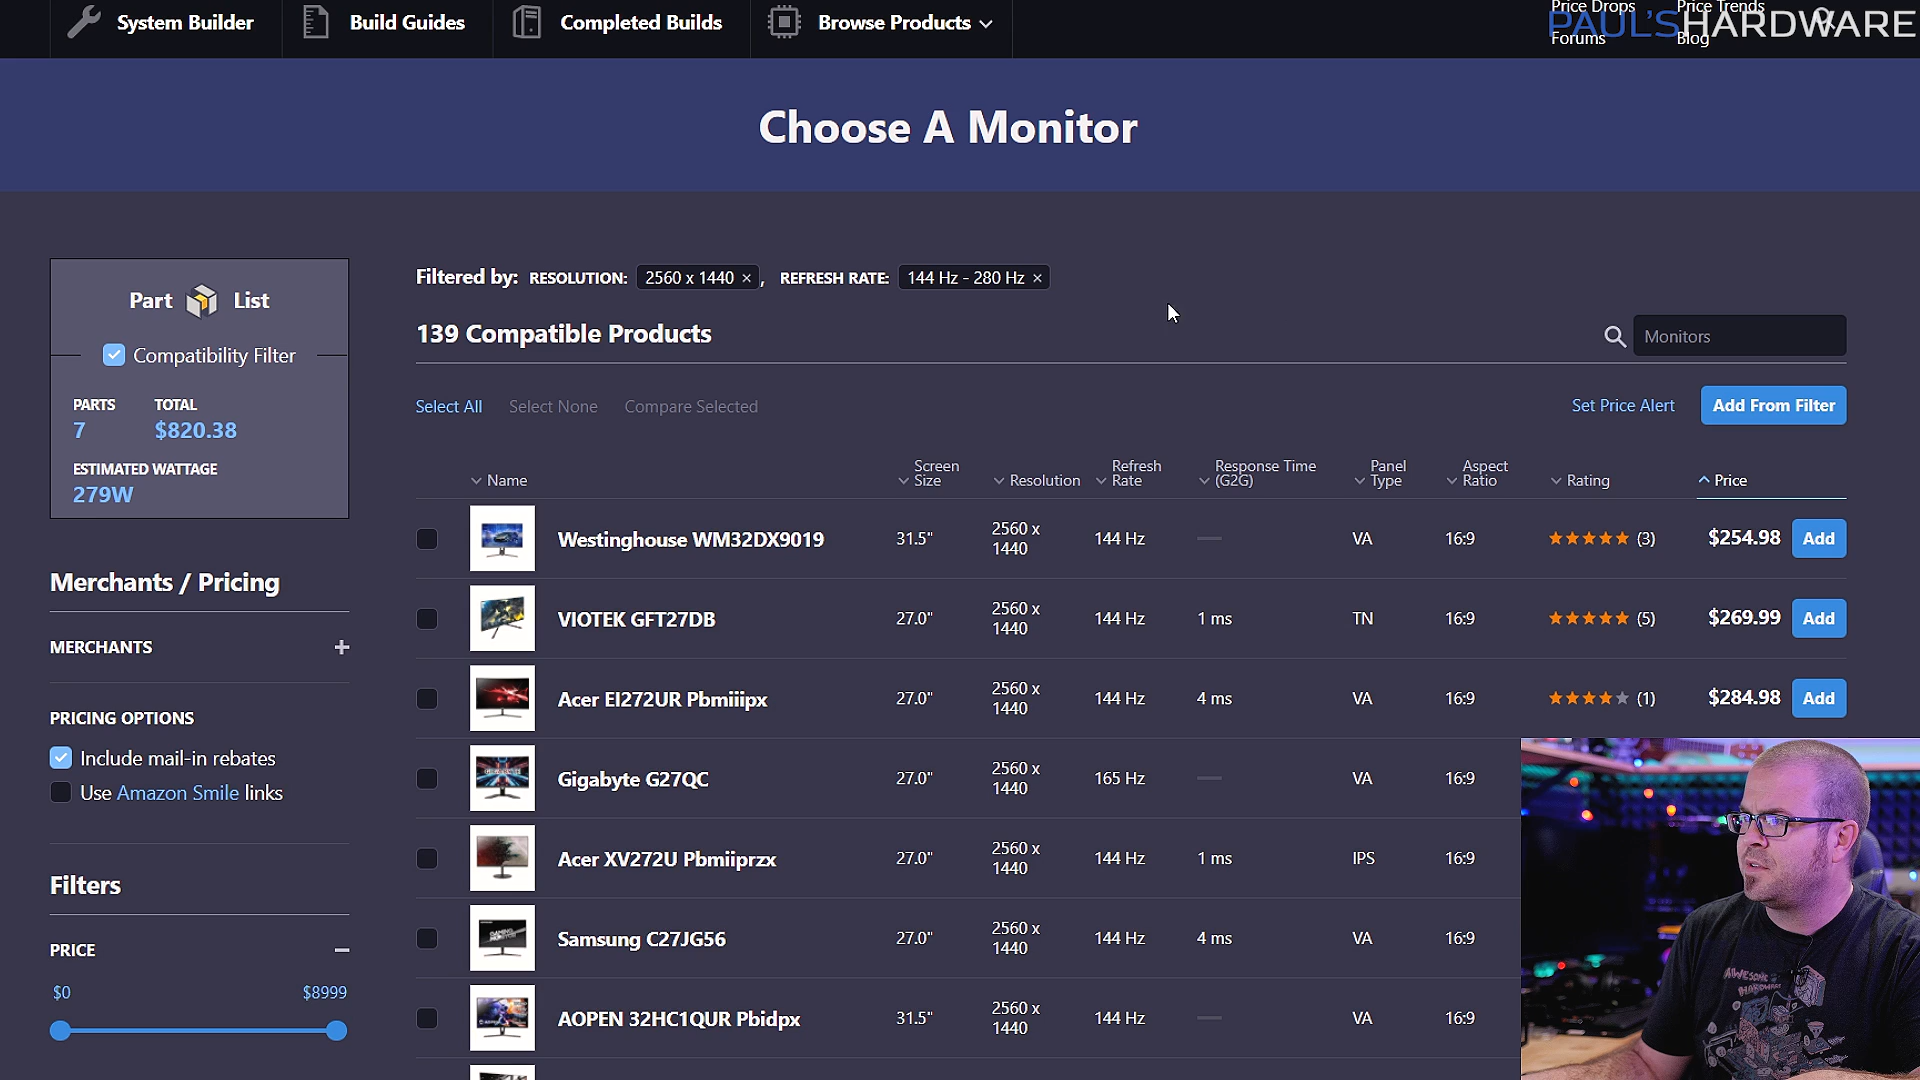 System Builder
Build Guides
Completed Builds
Browse Products
Price Drops
Price Trends
PAUL'SHARDWARE
Forums
Blog
Choose A Monitor
Part List
Compatibility Filter
PARTS
TOTAL
7
$820.38
ESTIMATED WATTAGE
279W
Merchants / Pricing
MERCHANTS
PRICING OPTIONS
Include mail-in rebates
Use Amazon Smile links
Filters
PRICE
$0
$8999
Filtered by: RESOLUTION: 2560 x 1440 ×, REFRESH RATE: 144 Hz - 280 Hz ×
139 Compatible Products
Monitors
Select All
Select None
Compare Selected
Set Price Alert
Add From Filter
Name
Screen Size
Resolution
Refresh Rate
Response Time (G2G)
Panel Type
Aspect Ratio
Rating
Price
Westinghouse WM32DX9019 31.5" 2560 x 1440 144 Hz — VA 16:9 (3) $254.98 Add
VIOTEK GFT27DB 27.0" 2560 x 1440 144 Hz 1 ms TN 16:9 (5) $269.99 Add
Acer EI272UR Pbmiiipx 27.0" 2560 x 1440 144 Hz 4 ms VA 16:9 (1) $284.98 Add
Gigabyte G27QC 27.0" 2560 x 1440 165 Hz — VA 16:9
Acer XV272U Pbmiiprzx 27.0" 2560 x 1440 144 Hz 1 ms IPS 16:9
Samsung C27JG56 27.0" 2560 x 1440 144 Hz 4 ms VA 16:9
AOPEN 32HC1QUR Pbidpx 31.5" 2560 x 1440 144 Hz — VA 16:9
AWESOME
HARDWARE